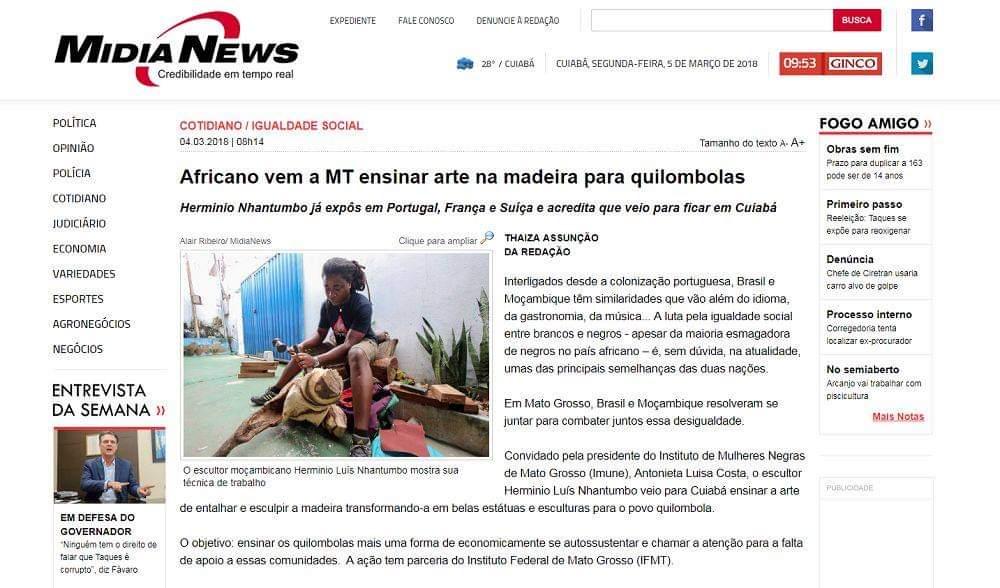 EXPEDIENTE
FALE CONOSCO
DENUNCIE À REDAÇÃO
BUSCA
MIDIANEWS
Credibilidade em tempo real
28° / CUIABÁ
CUIABÁ, SEGUNDA-FEIRA, 5 DE MARÇO DE 2018
09:53 GINCO
POLÍTICA
OPINIÃO
POLÍCIA
COTIDIANO
JUDICIÁRIO
ECONOMIA
VARIEDADES
ESPORTES
AGRONEGÓCIOS
NEGÓCIOS
ENTREVISTA
DA SEMANA »
EM DEFESA DO
GOVERNADOR
“Ninguém tem o direito de
falar que Taques é
corrupto”, diz Fávaro
COTIDIANO / IGUALDADE SOCIAL
04.03.2018 | 08h14
Tamanho do texto A- A+
Africano vem a MT ensinar arte na madeira para quilombolas
Herminio Nhantumbo já expôs em Portugal, França e Suíça e acredita que veio para ficar em Cuiabá
Alair Ribeiro/ MidiaNews
Clique para ampliar
O escultor moçambicano Herminio Luís Nhantumbo mostra sua
técnica de trabalho
THAIZA ASSUNÇÃO
DA REDAÇÃO
Interligados desde a colonização portuguesa, Brasil e
Moçambique têm similaridades que vão além do idioma,
da gastronomia, da música... A luta pela igualdade social
entre brancos e negros - apesar da maioria esmagadora
de negros no país africano – é, sem dúvida, na atualidade,
umas das principais semelhanças das duas nações.
Em Mato Grosso, Brasil e Moçambique resolveram se
juntar para combater juntos essa desigualdade.
Convidado pela presidente do Instituto de Mulheres Negras
de Mato Grosso (Imune), Antonieta Luisa Costa, o escultor
Herminio Luís Nhantumbo veio para Cuiabá ensinar a arte
de entalhar e esculpir a madeira transformando-a em belas estátuas e esculturas para o povo quilombola.
O objetivo: ensinar os quilombolas mais uma forma de economicamente se autossustentar e chamar a atenção para a falta
de apoio a essas comunidades. A ação tem parceria do Instituto Federal de Mato Grosso (IFMT).
FOGO AMIGO »
Obras sem fim
Prazo para duplicar a 163
pode ser de 14 anos
Primeiro passo
Reeleição: Taques se
expõe para reoxigenar
Denúncia
Chefe de Ciretran usaria
carro alvo de golpe
Processo interno
Corregedoria tenta
localizar ex-procurador
No semiaberto
Arcanjo vai trabalhar com
piscicultura
Mais Notas
PUBLICIDADE